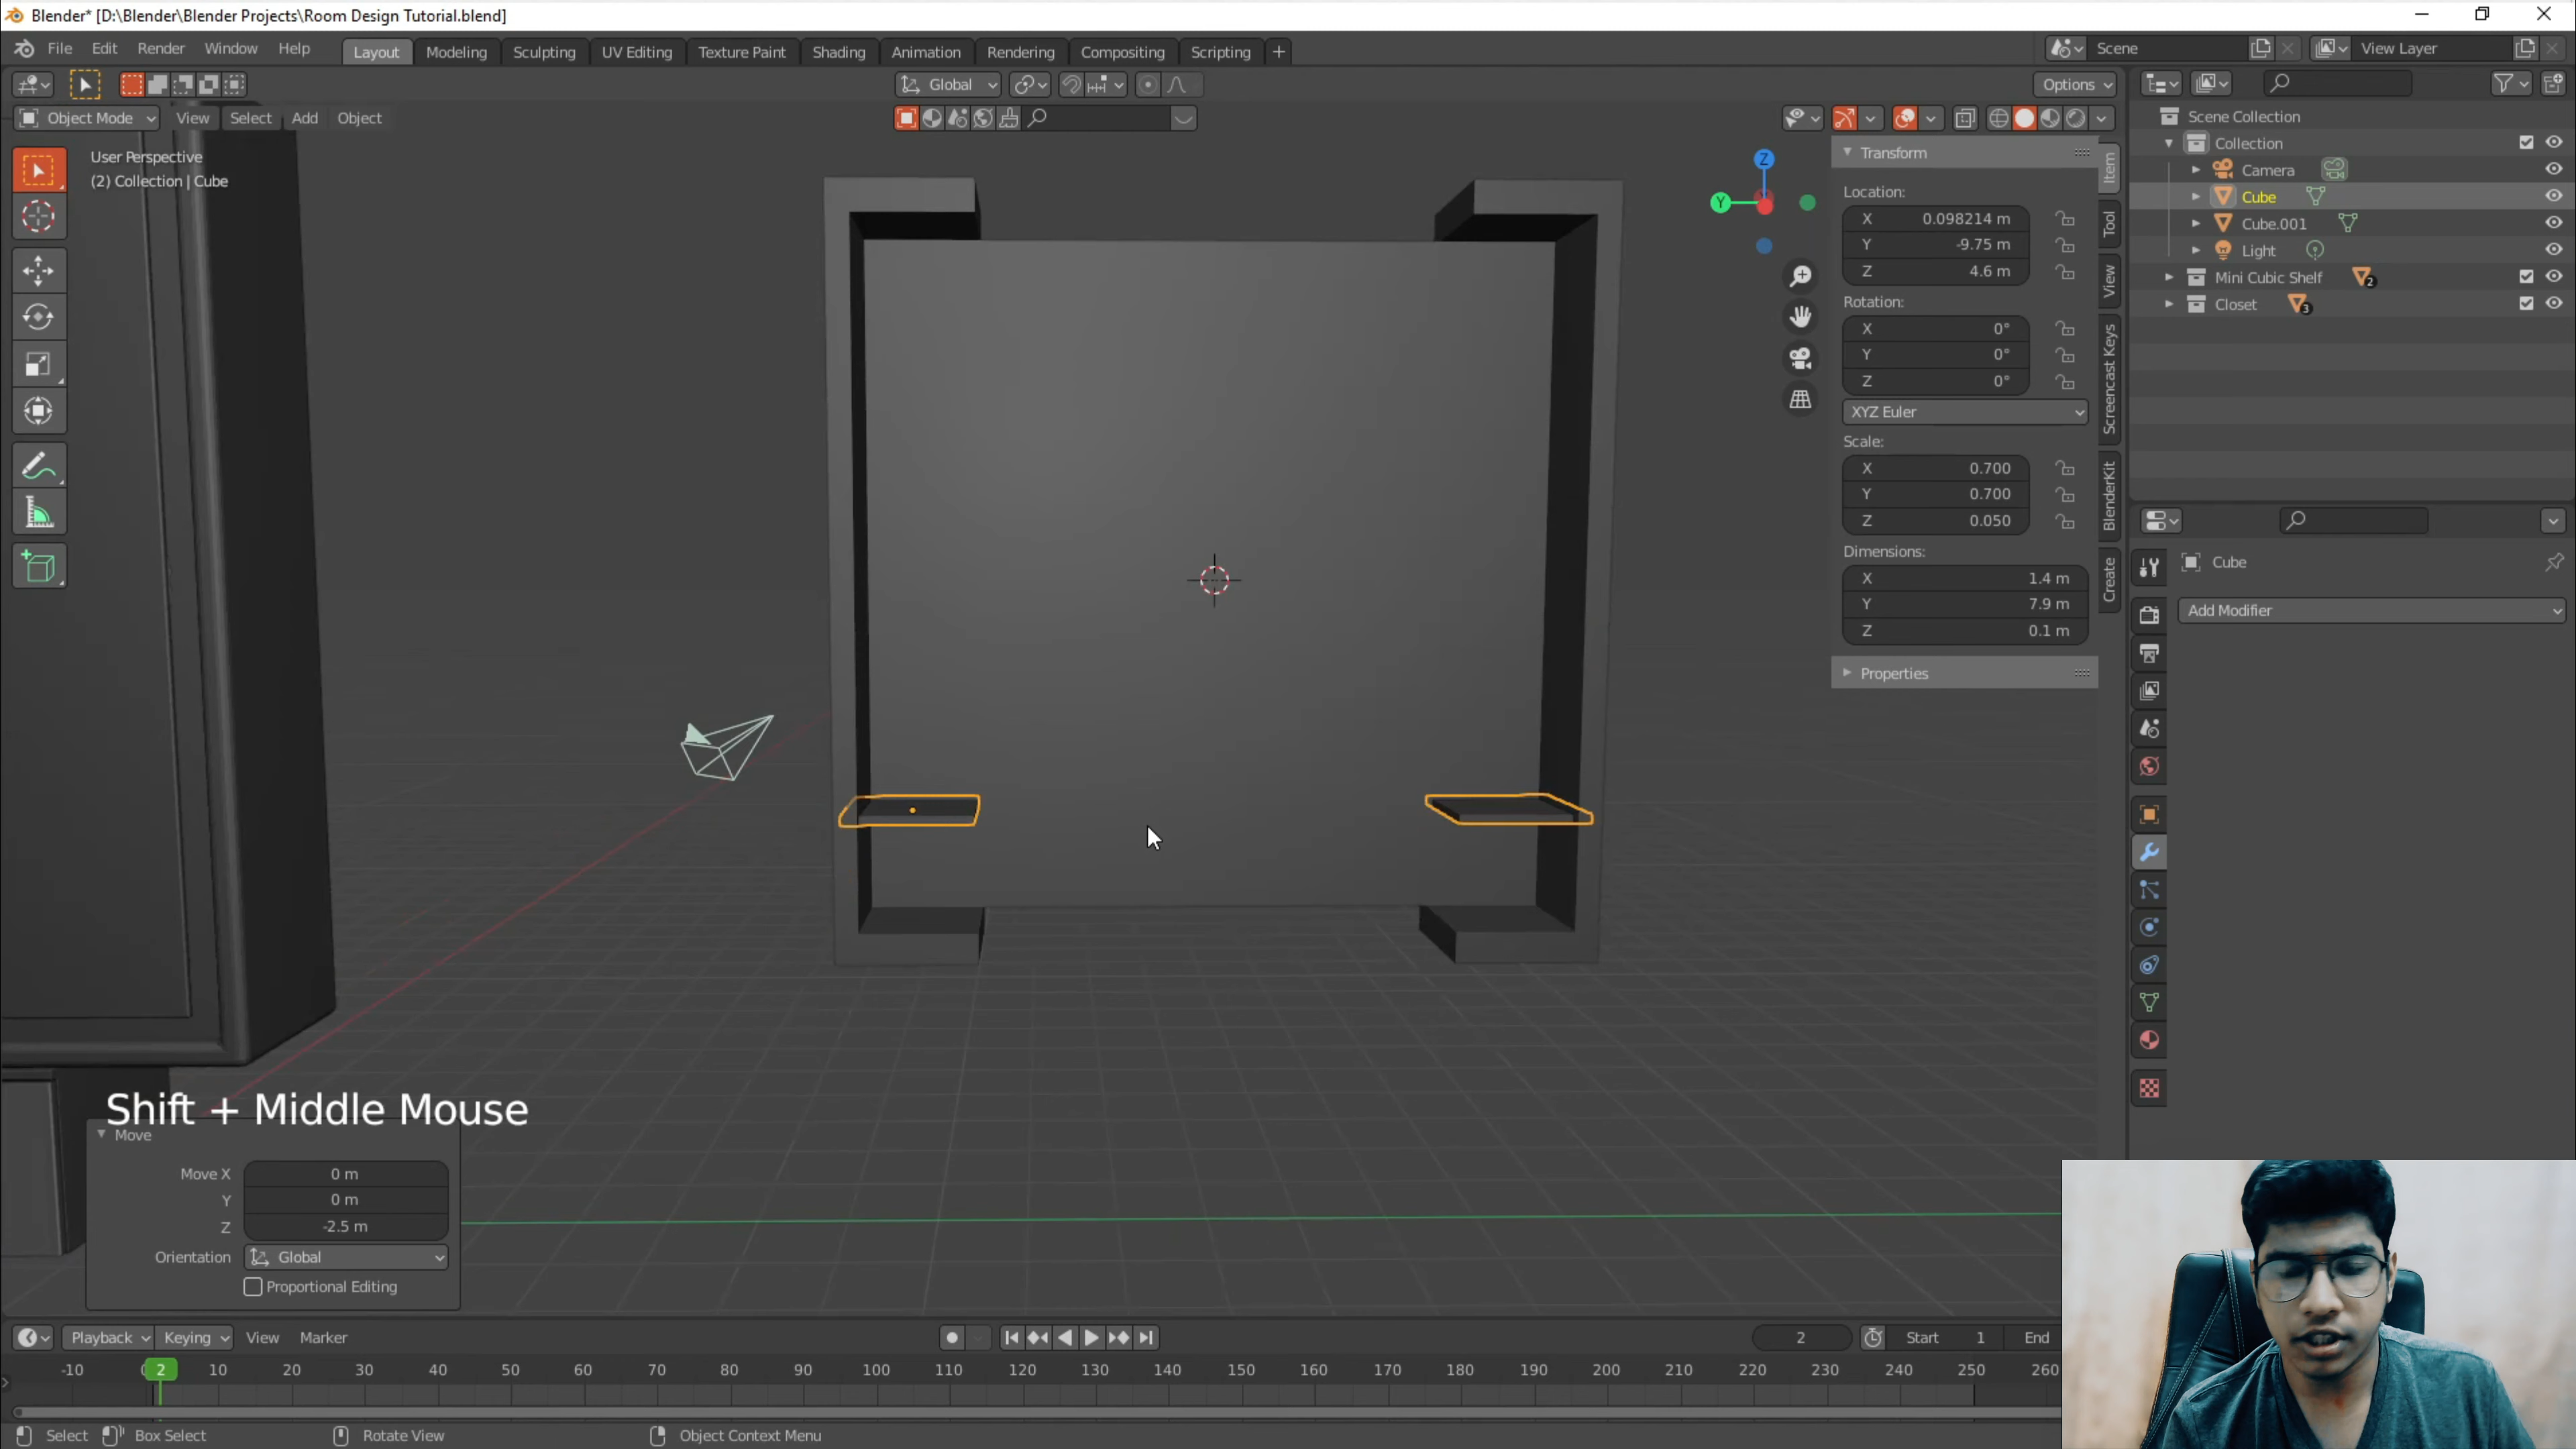 Blender* [D:\Blender\Blender Projects\Room Design Tutorial.blend]
File Edit Render Window Help Layout Modeling Sculpting UV Editing Texture Paint Shading Animation Rendering Compositing Scripting + Scene View Layer
Global Options
Object Mode View Select Add Object
User Perspective
(2) Collection | Cube
Z
Y
Transform
Location:
X 0.098214 m
Y -9.75 m
Z 4.6 m
Rotation:
X 0°
Y 0°
Z 0°
XYZ Euler
Scale:
X 0.700
Y 0.700
Z 0.050
Dimensions:
X 1.4 m
Y 7.9 m
Z 0.1 m
Properties
Item
Tool
View
Screencast Keys
BlenderKit
Create
Scene Collection
Collection
Camera
Cube
Cube.001
Light
Mini Cubic Shelf 2
Closet 3
Cube
Add Modifier
Shift + Middle Mouse
Move
Move X 0 m
Y 0 m
Z -2.5 m
Orientation Global
Proportional Editing
Playback Keying View Marker 2 Start 1 End
-10 2 10 20 30 40 50 60 70 80 90 100 110 120 130 140 150 160 170 180 190 200 210 220 230 240 250 260
Select Box Select Rotate View Object Context Menu